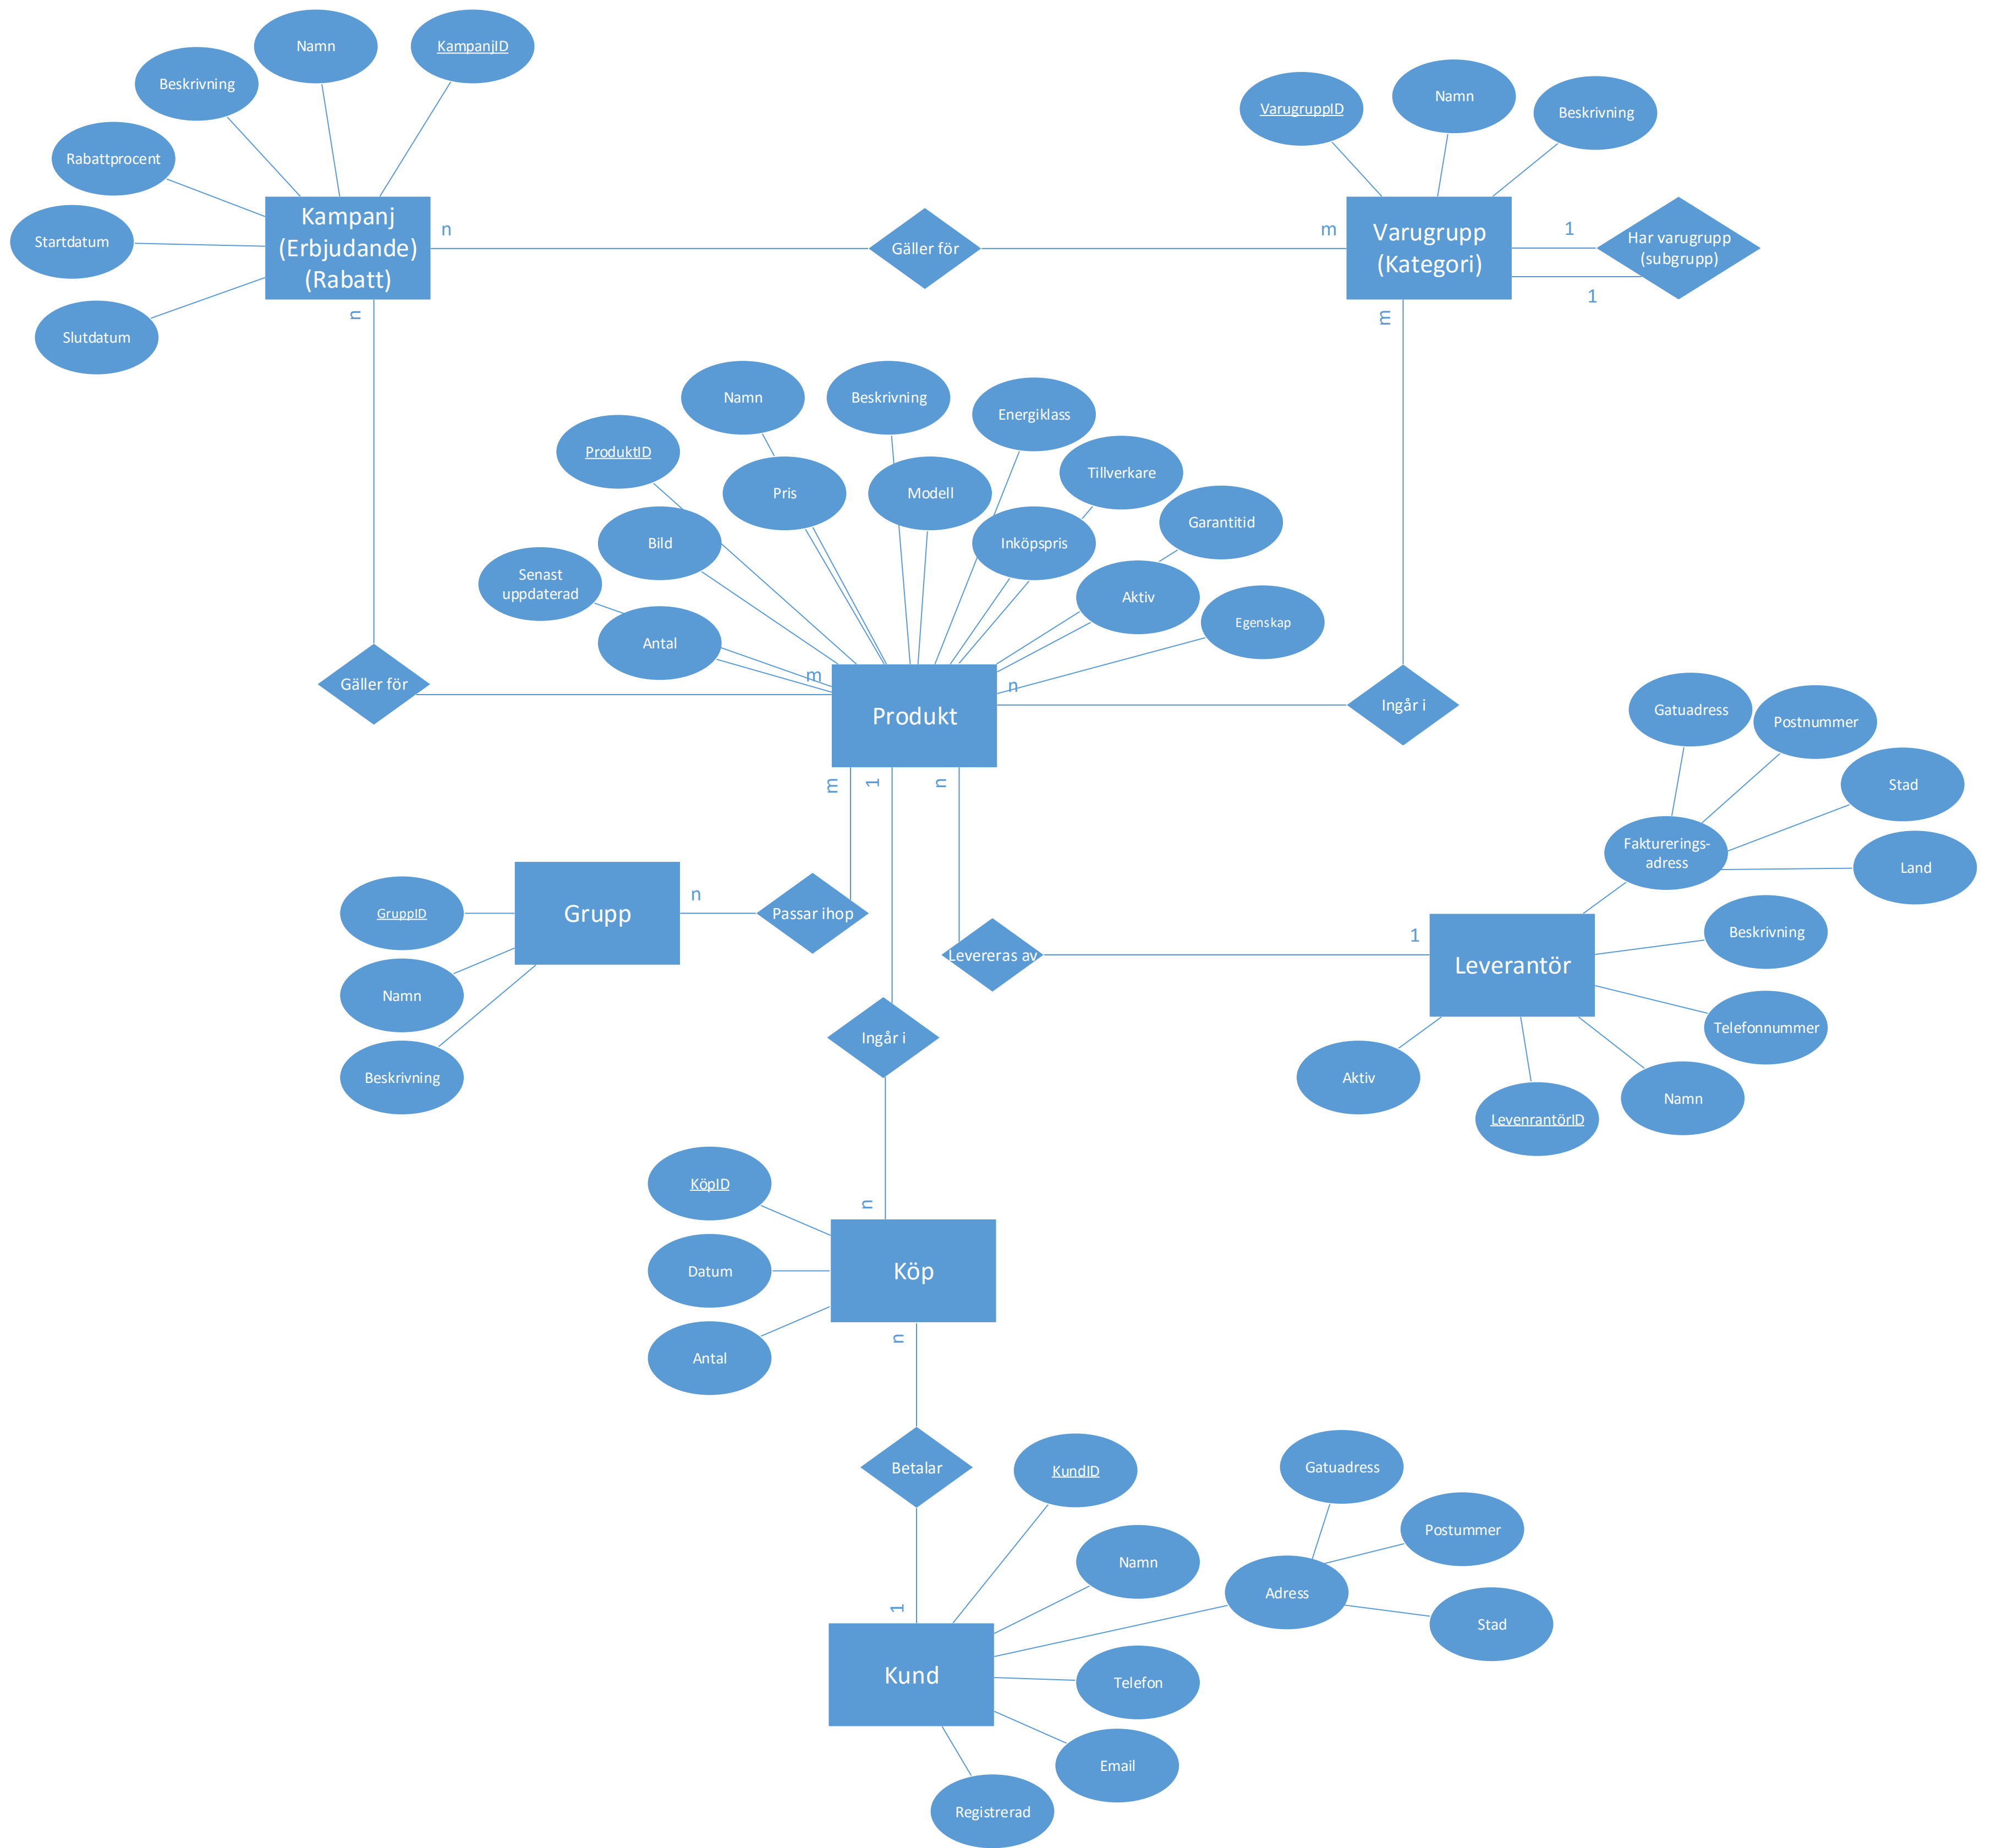 Namn
KampanjID
Beskrivning
Rabattprocent
Startdatum
Slutdatum
Kampanj
(Erbjudande)
(Rabatt)
n
n
Gäller för
m
VarugruppID
Namn
Beskrivning
Varugrupp
(Kategori)
1
1
Har varugrupp
(subgrupp)
m
Namn
Beskrivning
Energiklass
ProduktID
Tillverkare
Pris
Modell
Garantitid
Bild
Inköpspris
Senast
uppdaterad
Aktiv
Antal
Egenskap
Gäller för
m
Produkt
n
Ingår i
m
1
n
Gatuadress
Postnummer
Stad
Fakturerings-
adress
Land
GruppID
Namn
Beskrivning
Grupp
n
Passar ihop
Levereras av
1
Leverantör
Beskrivning
Telefonnummer
Namn
LevenrantörID
Aktiv
Ingår i
n
KöpID
Datum
Antal
Köp
n
Betalar
1
KundID
Namn
Gatuadress
Postummer
Adress
Stad
Kund
Telefon
Email
Registrerad